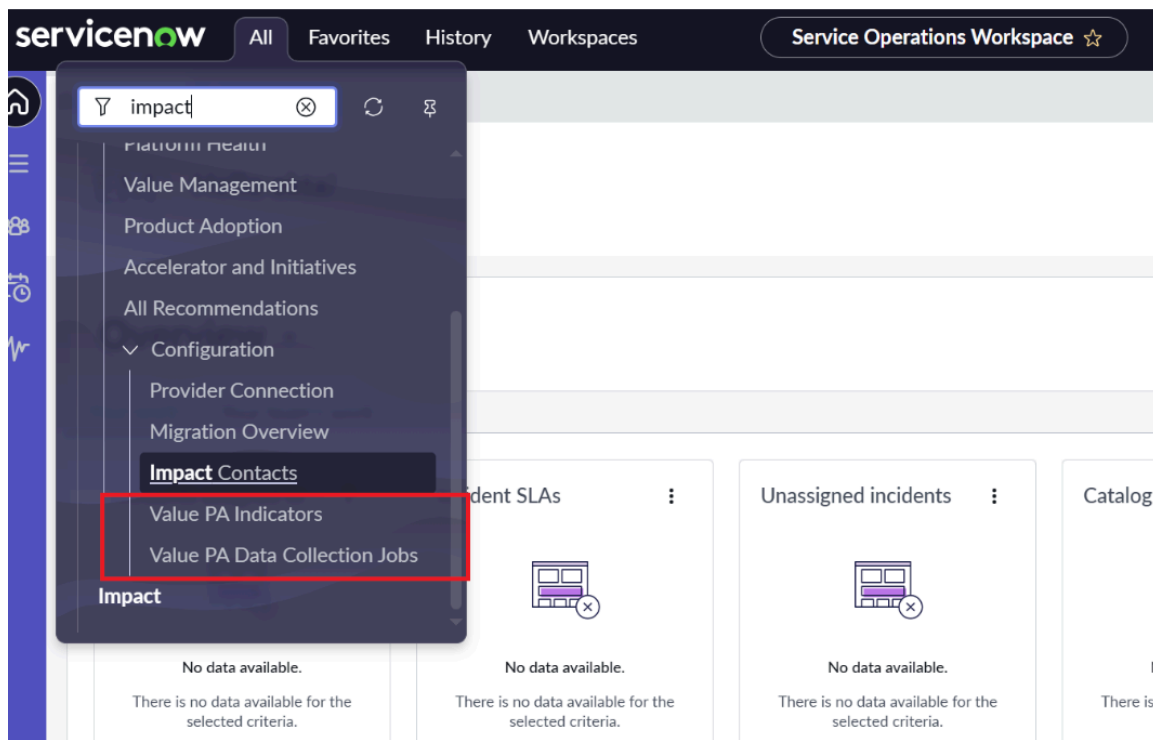 servicenow All Favorites History Workspaces Service Operations Workspace
impact
Platform Health
Value Management
Product Adoption
Accelerator and Initiatives
All Recommendations
Configuration
Provider Connection
Migration Overview
Impact Contacts
Value PA Indicators
Value PA Data Collection Jobs
Impact
ident SLAs
Unassigned incidents
Catalog
No data available.
There is no data available for the
selected criteria.
No data available.
There is no data available for the
selected criteria.
No data available.
There is no data available for the
selected criteria.
There is